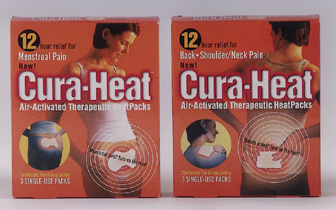 12 hour relief for
Menstrual Pain
New!
Cura-Heat
Air-Activated Therapeutic HeatPacks
3 SINGLE-USE PACKS
12 hour relief for
Back+Shoulder/Neck Pain
New!
Cura-Heat
Air-Activated Therapeutic HeatPacks
3 SINGLE-USE PACKS